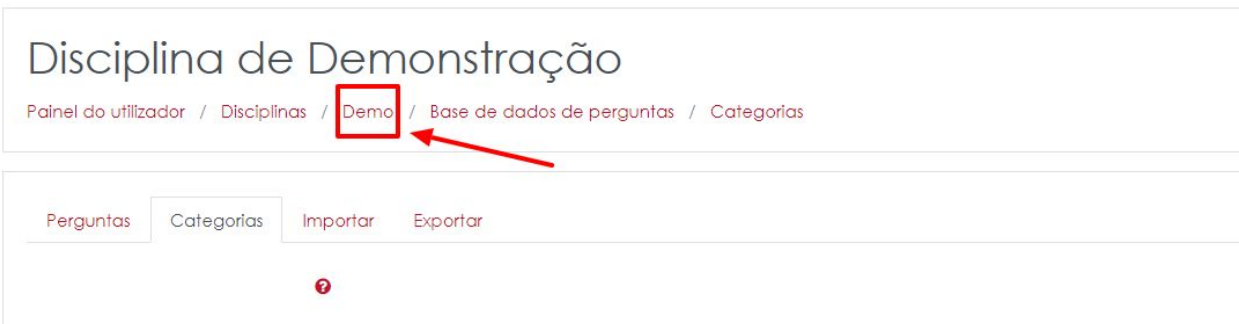 Disciplina de Demonstração
Painel do utilizador / Disciplinas / Demo / Base de dados de perguntas / Categorias
Perguntas Categorias Importar Exportar
?